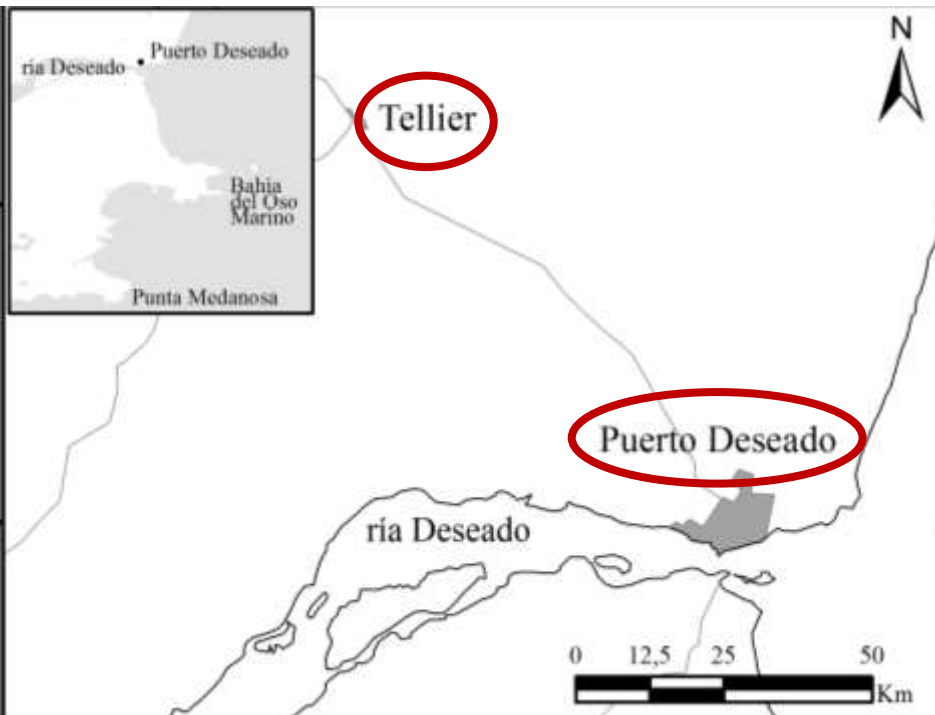 Puerto Deseado
ría Deseado
Bahia
del Oso
Marino
Punta Medanosa
N
Tellier
Puerto Deseado
ría Deseado
0 12,5 25 50
Km